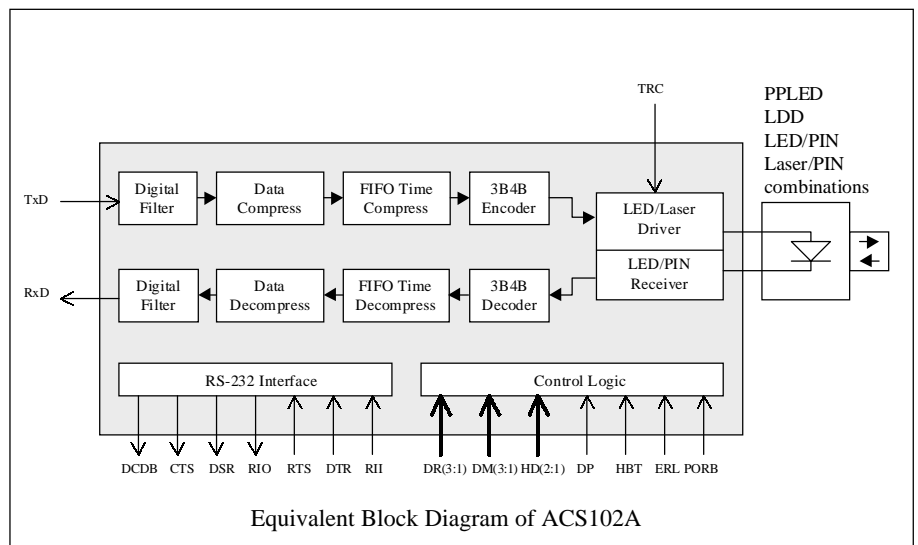 TRC
PPLED
LDD
LED/PIN
Laser/PIN
combinations
TxD
Digital
Filter
Data
Compress
FIFO Time
Compress
3B4B
Encoder
LED/Laser
Driver
LED/PIN
Receiver
RxD
Digital
Filter
Data
Decompress
FIFO Time
Decompress
3B4B
Decoder
RS-232 Interface
Control Logic
DCDB CTS DSR RIO RTS DTR RII DR(3:1) DM(3:1) HD(2:1) DP HBT ERL PORB
Equivalent Block Diagram of ACS102A